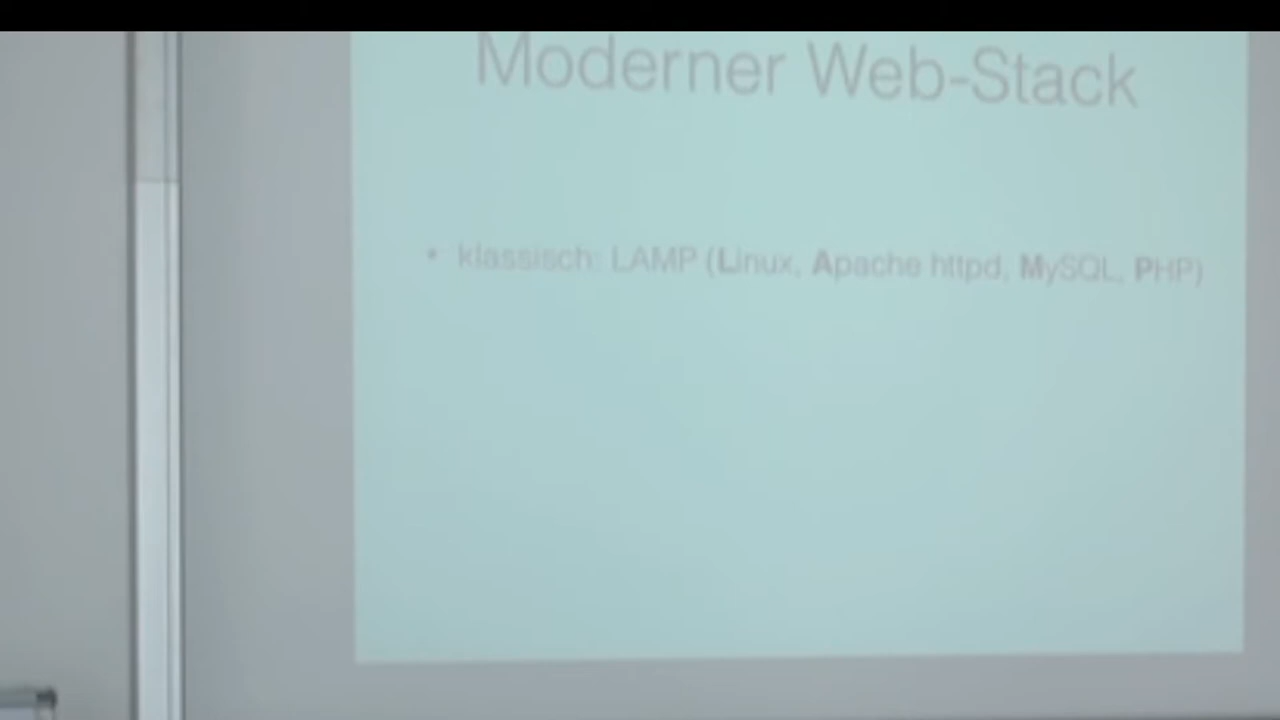 Moderner Web-Stack
• klassisch: LAMP (Linux, Apache httpd, MySQL, PHP)